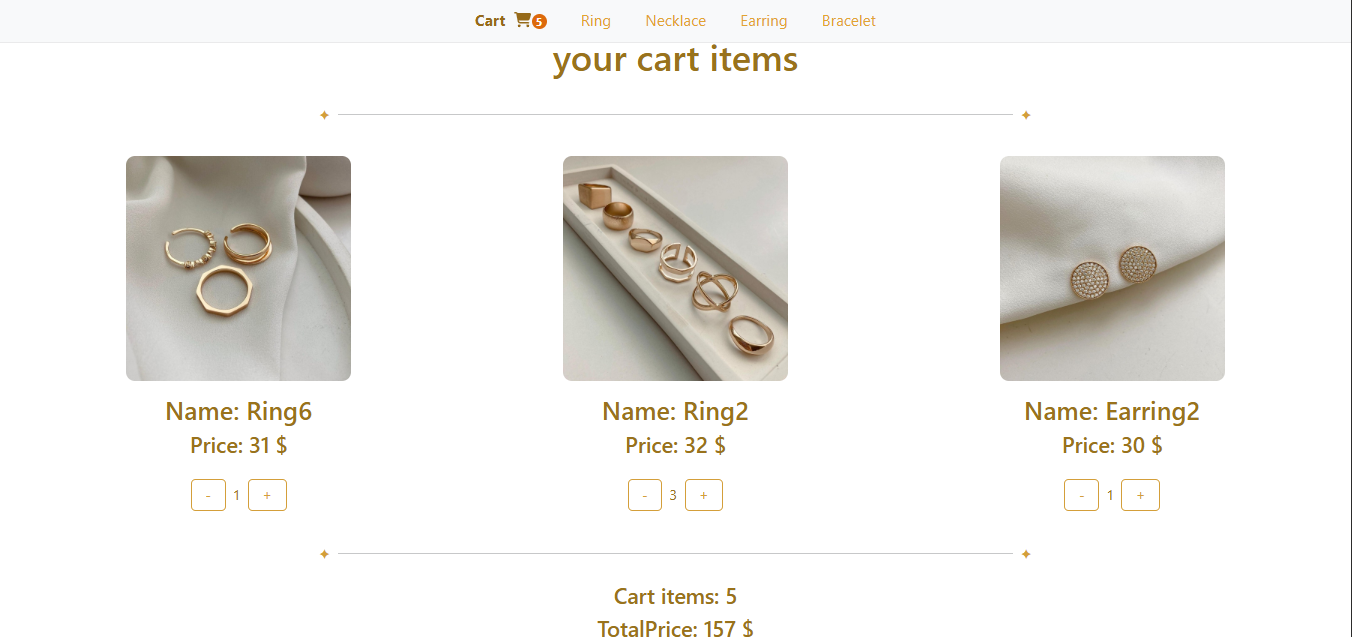 Cart 5 Ring Necklace Earring Bracelet
your cart items
Name: Ring6
Price: 31 $
- 1 +
Name: Ring2
Price: 32 $
- 3 +
Name: Earring2
Price: 30 $
- 1 +
Cart items: 5
TotalPrice: 157 $